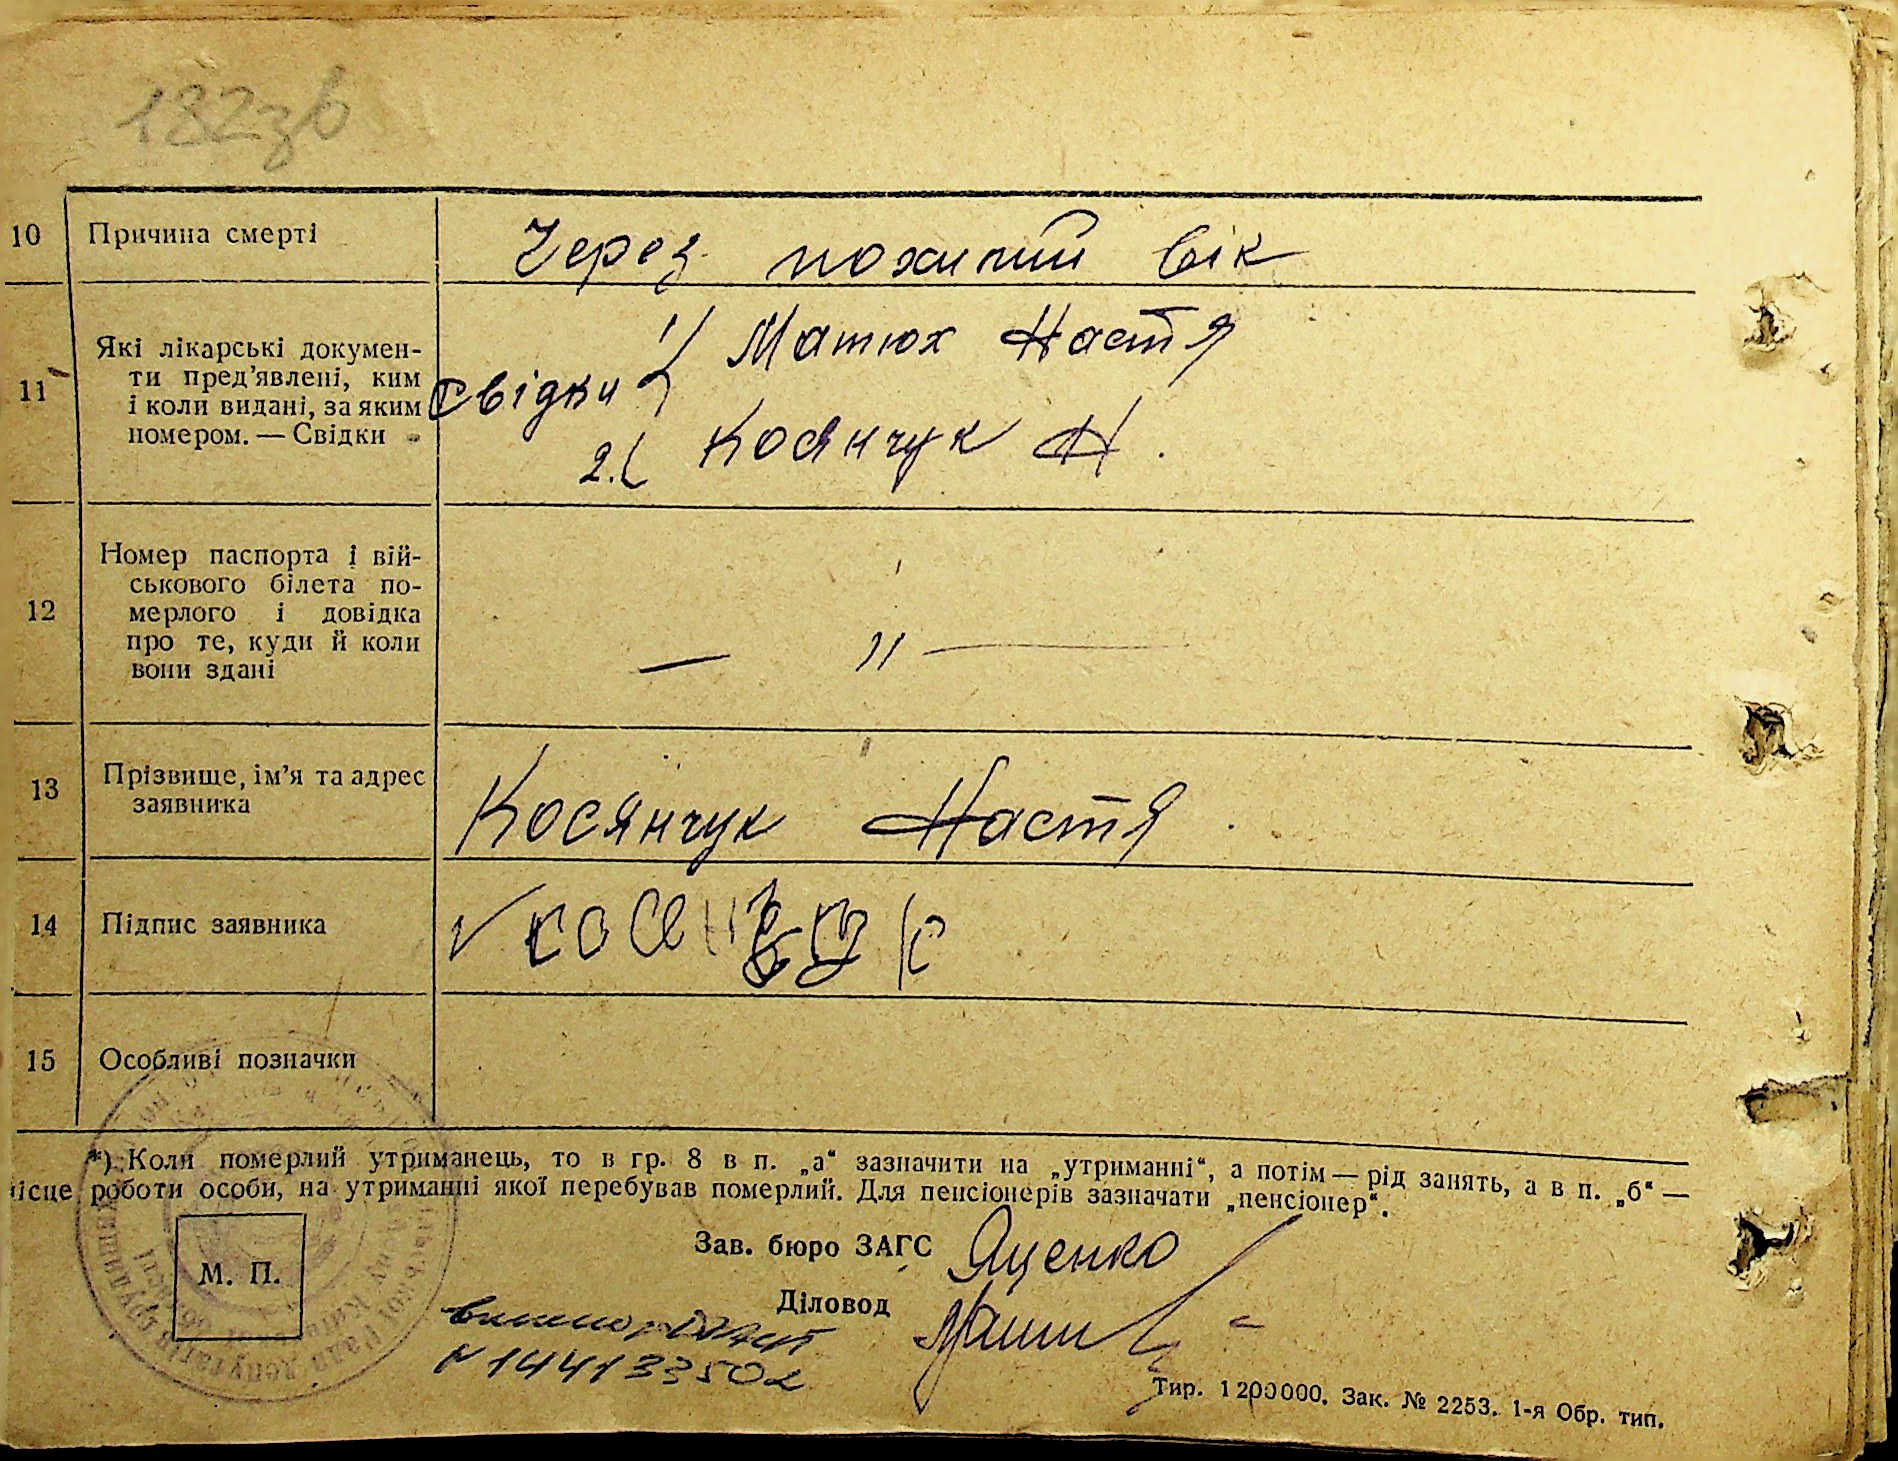 132зв
10 Причина смерті Через похилий вік
11 Які лікарські докумен-
ти пред’явлені, ким
і коли видані, за яким
номером. — Свідки
Свідки 1) Матюх Настя
2.( Косянчук Н.
12 Номер паспорта і вій-
ськового білета по-
мерлого і довідка
про те, куди й коли
вони здані
— 〃 —
13 Прізвище, ім’я та адрес
заявника
Косянчук Настя
14 Підпис заявника
15 Особливі позначки
*) Коли померлий утриманець, то в гр. 8 в п. „а“ зазначити на „утриманні“, а потім — рід занять, а в п. „б“ —
місце роботи особи, на утриманні якої перебував померлий. Для пенсіонерів зазначати „пенсіонер“.
Зав. бюро ЗАГС Яценко
М. П.
Діловод
N 144133502
Тир. 1200000. Зак. № 2253. 1-я Обр. тип.